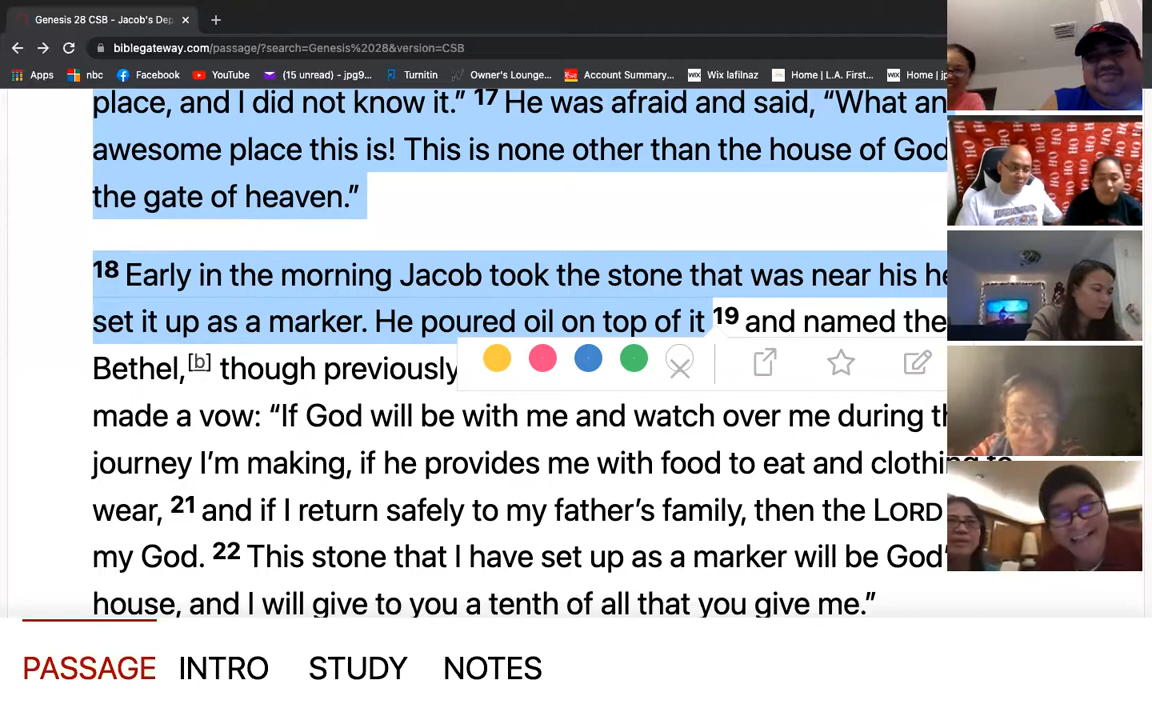 Genesis 28 CSB - Jacob's Dep
biblegateway.com/passage/?search=Genesis%2028&version=CSB
Apps nbc Facebook YouTube (15 unread) - jpg9... Turnitin Owner's Lounge... Account Summary... Wix lafilnaz Home | L.A. First... Home | jp
place, and I did not know it.” 17 He was afraid and said, “What an
awesome place this is! This is none other than the house of God
the gate of heaven.”
18 Early in the morning Jacob took the stone that was near his he
set it up as a marker. He poured oil on top of it 19 and named the
Bethel,[b] though previously
made a vow: “If God will be with me and watch over me during th
journey I’m making, if he provides me with food to eat and clothing to
wear, 21 and if I return safely to my father’s family, then the LORD
my God. 22 This stone that I have set up as a marker will be God’
house, and I will give to you a tenth of all that you give me.”
PASSAGE INTRO STUDY NOTES
HO HO HO HO